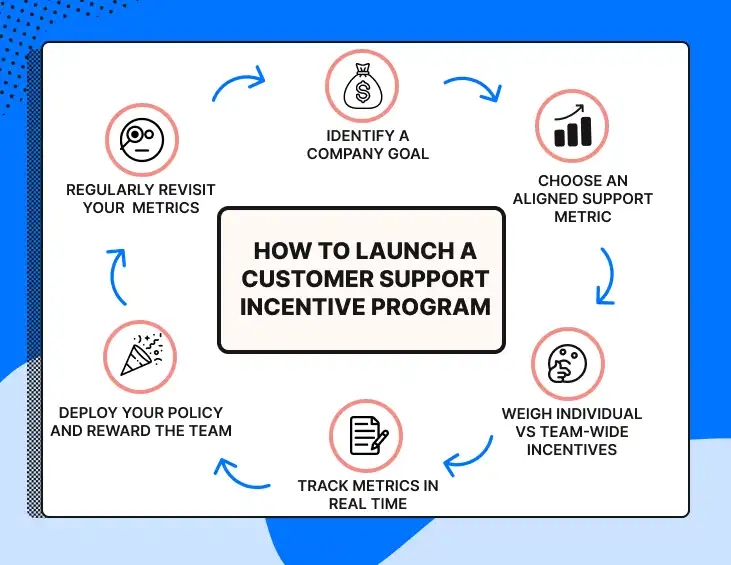 HOW TO LAUNCH A
CUSTOMER SUPPORT
INCENTIVE PROGRAM
IDENTIFY A
COMPANY GOAL
CHOOSE AN
ALIGNED SUPPORT
METRIC
WEIGH INDIVIDUAL
VS TEAM-WIDE
INCENTIVES
TRACK METRICS IN
REAL TIME
DEPLOY YOUR POLICY
AND REWARD THE TEAM
REGULARLY REVISIT
YOUR METRICS